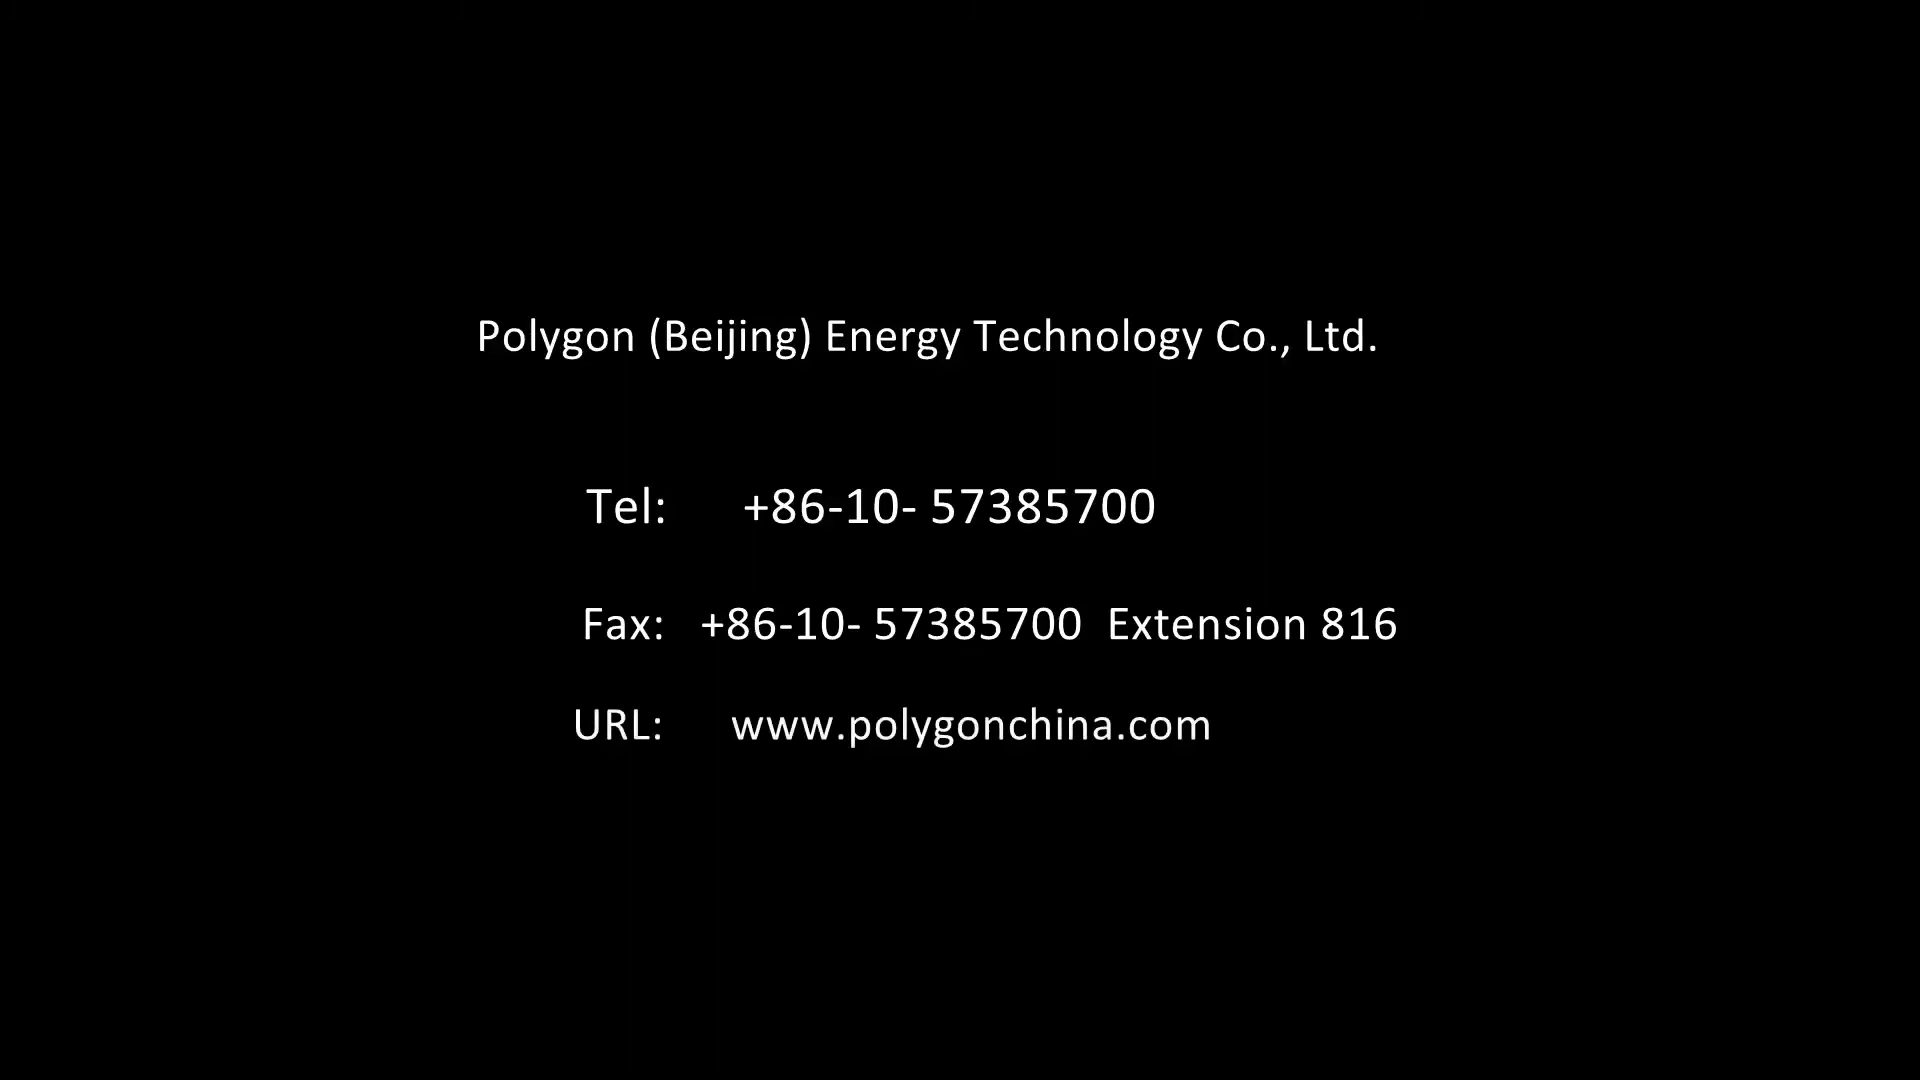 Polygon (Beijing) Energy Technology Co., Ltd.
Tel: +86-10- 57385700
Fax: +86-10- 57385700 Extension 816
URL: www.polygonchina.com